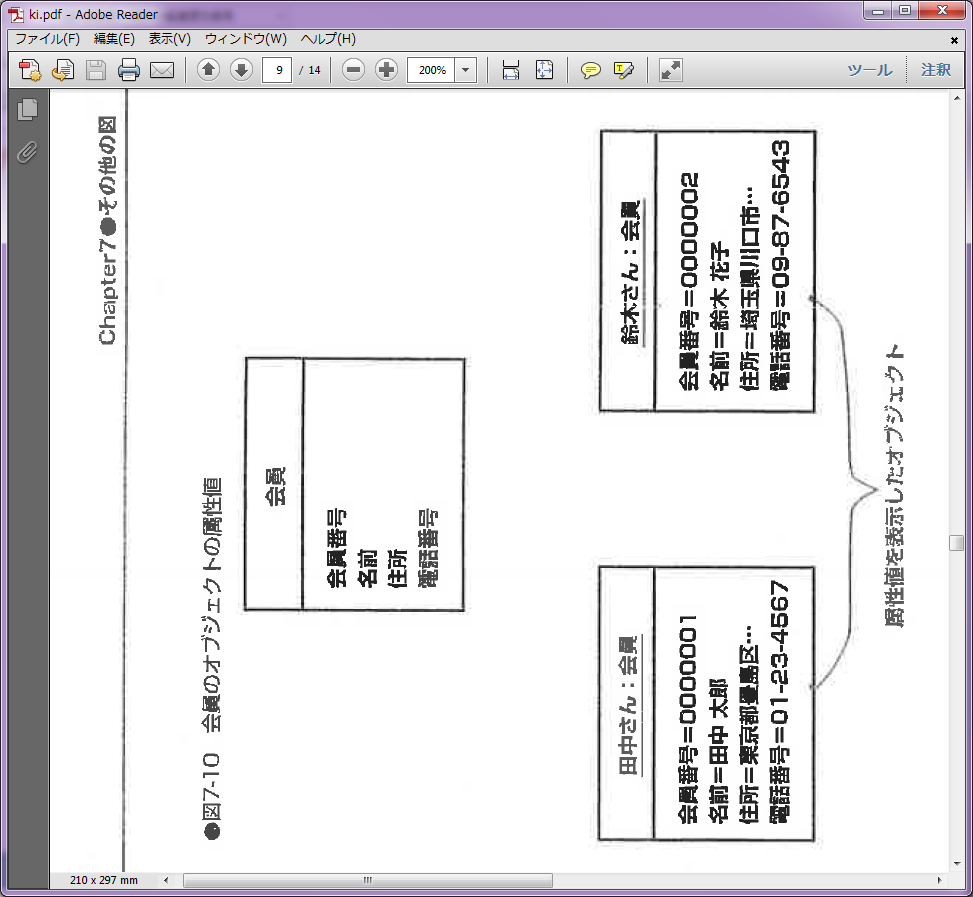 ki.pdf - Adobe Reader
ファイル(F) 編集(E) 表示(V) ウィンドウ(W) ヘルプ(H)
9 / 14
200%
ツール
注釈
Chapter7●その他の図
●図7-10 会員のオブジェクトの属性値
会員
会員番号
名前
住所
電話番号
田中さん：会員
会員番号＝0000001
名前＝田中 太郎
住所＝東京都豊島区…
電話番号＝01-23-4567
鈴木さん：会員
会員番号＝0000002
名前＝鈴木 花子
住所＝埼玉県川口市…
電話番号＝09-87-6543
属性値を表示したオブジェクト
210 x 297 mm